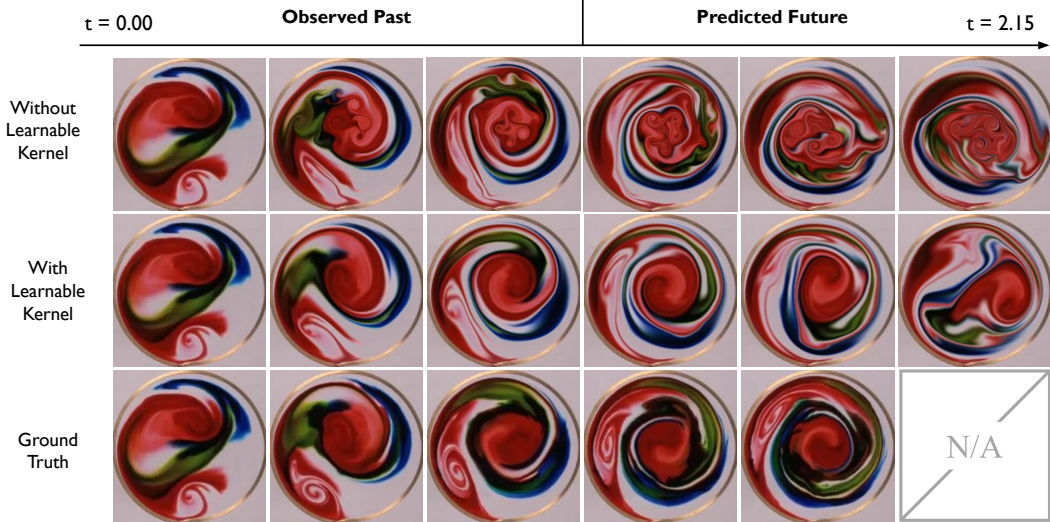 t = 0.00
Observed Past
Predicted Future
t = 2.15
Without
Learnable
Kernel
With
Learnable
Kernel
Ground
Truth
N/A